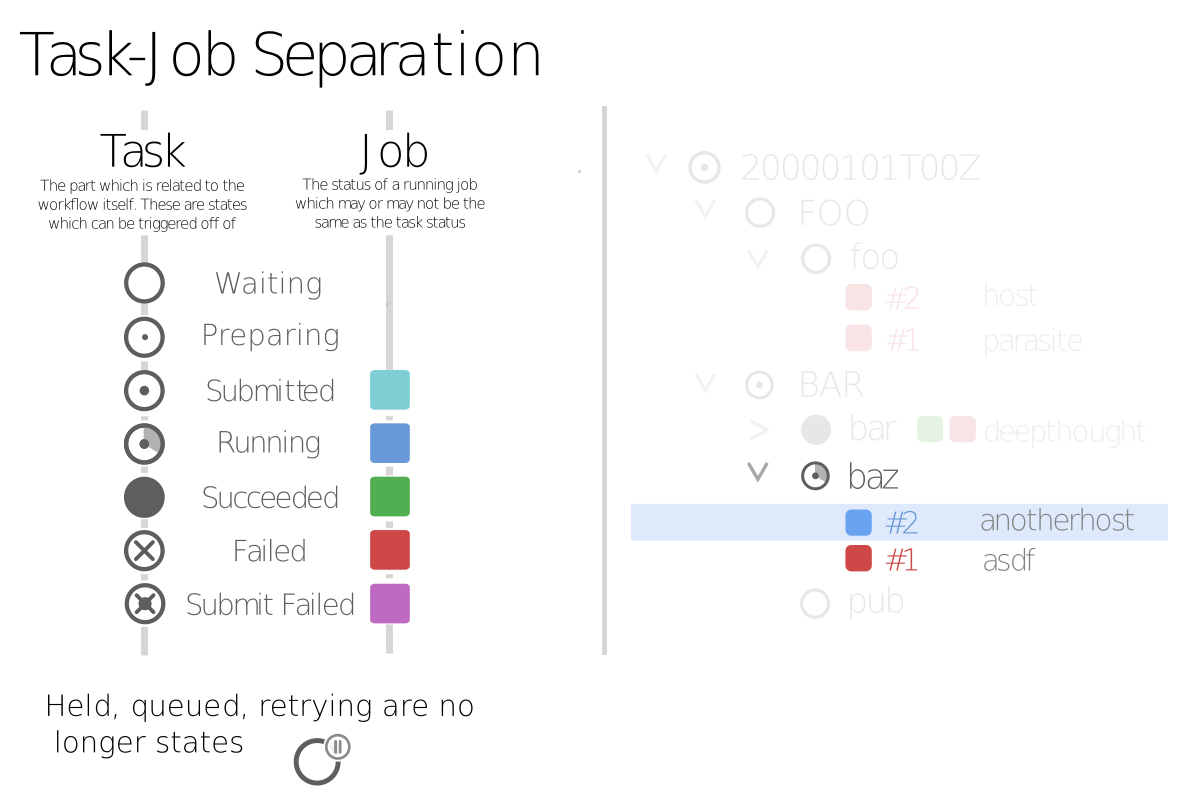 Task-Job Separation
Task
The part which is related to the
workflow itself. These are states
which can be triggered off of
Job
The status of a running job
which may or may not be the
same as the task status
Waiting
Preparing
Submitted
Running
Succeeded
Failed
Submit Failed
Held, queued, retrying are no
longer states
20000101T00Z
FOO
foo
#2 host
#1 parasite
BAR
bar deepthought
baz
#2 anotherhost
#1 asdf
pub